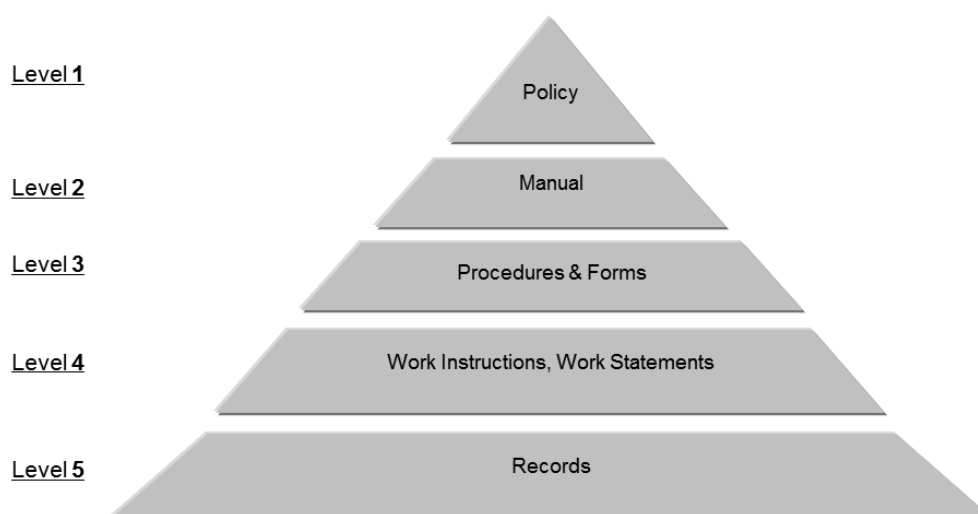 Level 1
Policy
Level 2
Manual
Level 3
Procedures & Forms
Level 4
Work Instructions, Work Statements
Level 5
Records